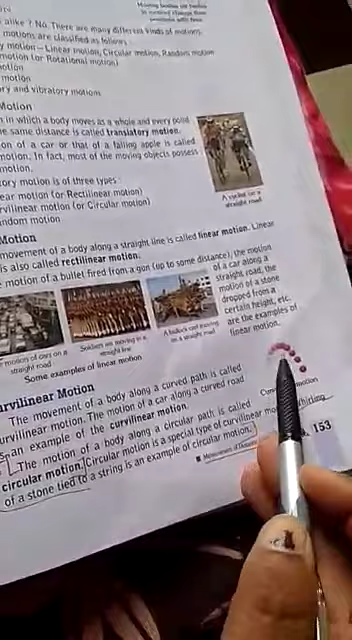 Moving bodies on
alike ? No. There are many different kinds of motions.
motions are classified as follows :
y motion – Linear motion, Circular motion, Random motion
motion (or Rotational motion)
motion
motion
ory and vibratory motions
Motion
n in which a body moves as a whole and every point
e same distance is called translatory motion.
on of a car or that of a falling apple is called
motion. In fact, most of the moving objects possess
motion.
tory motion is of three types :
ear motion (or Rectilinear motion)
rvilinear motion (or Circular motion)
ndom motion
A cyclist on a
straight road
Motion
movement of a body along a straight line is called linear motion. Linear
is also called rectilinear motion.
motion of bullet fired from a gun (up to some distance), the motion
of a car along a
straight road, the
motion of a stone
dropped from a
certain height, etc.
are the examples of
linear motion.
motion of cars on a
straight road
Soldiers moving in a
straight line
A bullock cart moving
on a straight road
Some examples of linear motion
urvilinear Motion
The movement of a body along a curved path is called
urvilinear motion. The motion of a car along a curved road
an example of the curvilinear motion.
The motion of a body along a circular path is called
circular motion. Circular motion is a special type of curvilinear motion.
of a stone tied to a string is an example of circular motion.
motion
153